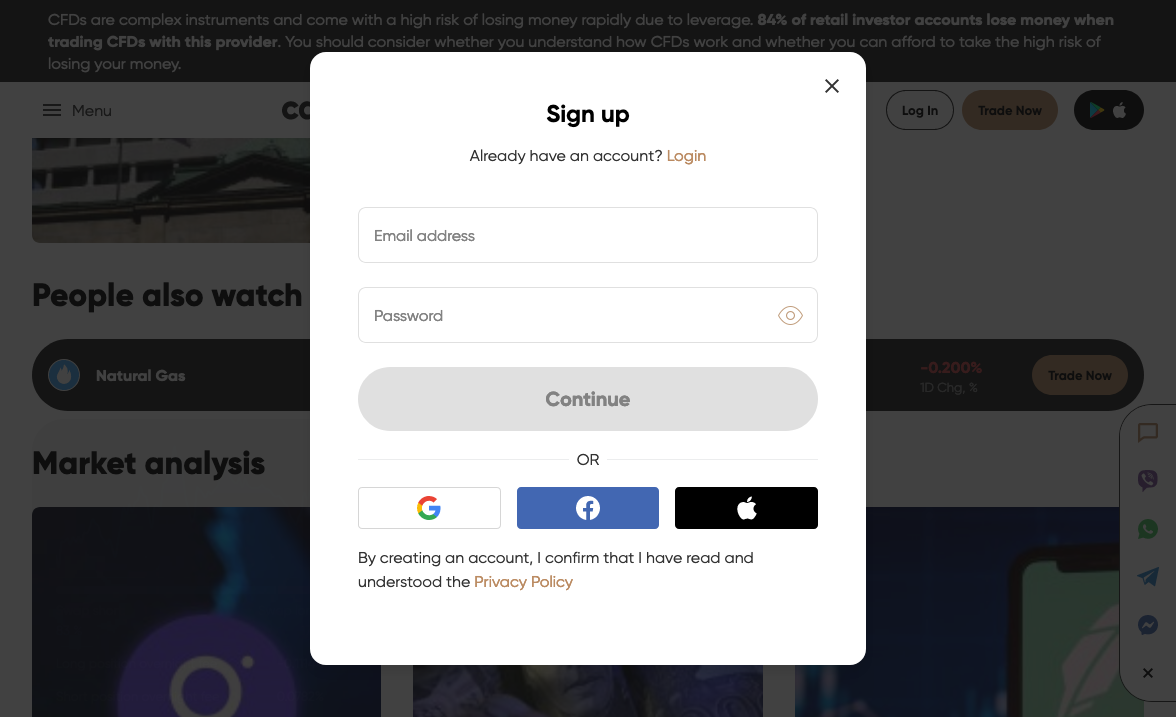 CFDs are complex instruments and come with a high risk of losing money rapidly due to leverage. 84% of retail investor accounts lose money when
trading CFDs with this provider. You should consider whether you understand how CFDs work and whether you can afford to take the high risk of
losing your money.
Menu
Log In
Trade Now
Sign up
Already have an account? Login
Email address
Password
Continue
OR
By creating an account, I confirm that I have read and
understood the Privacy Policy
People also watch
Natural Gas
-0.200%
1D Chg, %
Trade Now
Market analysis